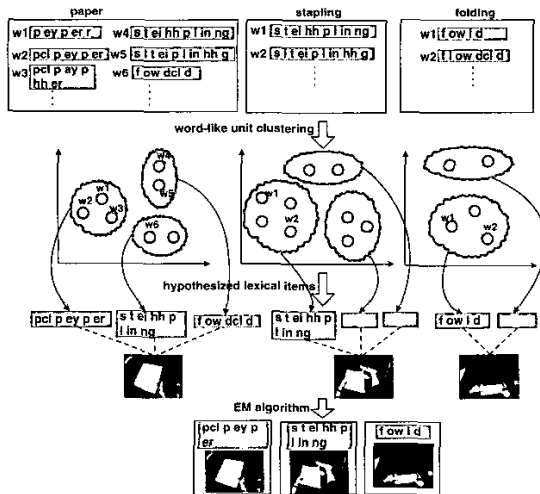 paper
stapling
folding
w1 p ey p er r
w4 s t ei hh p l in ng
w1 s t ei hh p l in ng
w1 f ow l d
w2 pcl p ey p er
w5 s l t ei p l in hh g
w2 s l t ei p l in hh g
w2 f l ow dcl d
w3 pcl p ay p
hh er
w6 f ow dcl d
word-like unit clustering
w4
w5
w1
w2
w3
w6
w1
w2
w1
w2
hypothesized lexical items
pcl p ey p er
s t ei hh p
l in ng
f ow dcl d
s t ei hh p
l in ng
f ow l d
EM algorithm
pcl p ey p
er
s t ei hh p
l in ng
f ow l d